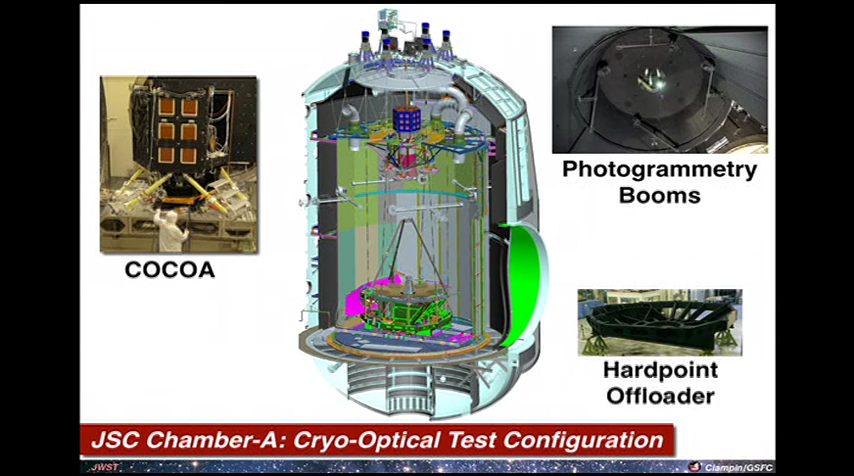 COCOA
Photogrammetry
Booms
Hardpoint
Offloader
JSC Chamber-A: Cryo-Optical Test Configuration
JWST
Clampin/GSFC